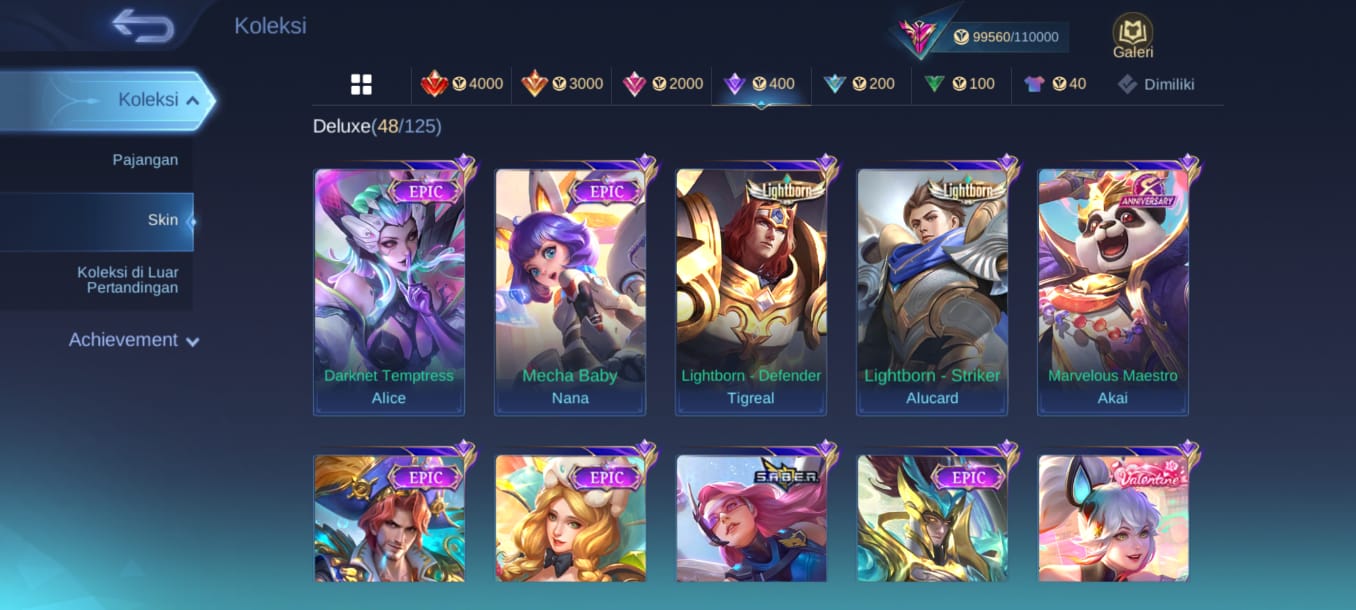 Koleksi
99560/110000
Galeri
4000
3000
2000
400
200
100
40
Dimiliki
Koleksi
Pajangan
Skin
Koleksi di Luar
Pertandingan
Achievement
Deluxe(48/125)
EPIC
EPIC
Lightborn
Lightborn
ANNIVERSARY
Darknet Temptress
Alice
Mecha Baby
Nana
Lightborn - Defender
Tigreal
Lightborn - Striker
Alucard
Marvelous Maestro
Akai
EPIC
EPIC
S.A.B.E.R.
EPIC
Valentine